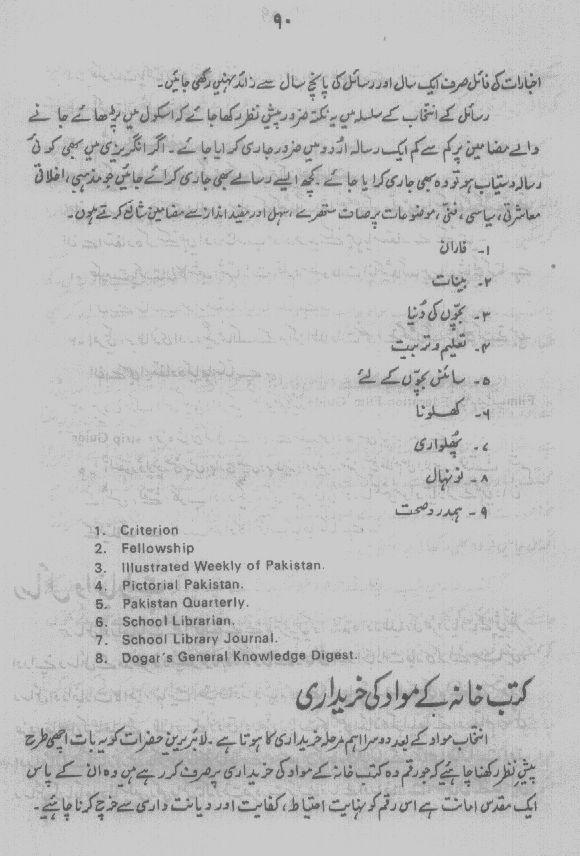 ۹۰
اخبارات کی فائل صرف ایک سال اور رسائل کی پانچ سال سے زائد نہیں رکھی جائیں۔
رسائل کے انتخاب کے سلسلہ میں یہ نکتہ ضرور پیش نظر رکھا جائے کہ اسکول میں پڑھائے جانے
والے مضامین پر کم سے کم ایک رسالہ اردو میں ضرور جاری کرایا جائے۔ اگر انگریزی میں بھی کوئی
رسالہ دستیاب ہو تو وہ بھی جاری کرایا جائے۔ کچھ ایسے رسالے بھی جاری کرائے جائیں جو مذہبی، اخلاقی
معاشرتی، سیاسی، فنی، موضوعات پر صاف ستھرے، سہل اور مفید انداز سے مضامین شائع کرتے ہوں۔
۱۔ فاران
۲۔ بینات
۳۔ بچّوں کی دُنیا
۴۔ تعلیم و تربیت
۵۔ سائنس بچوں کے لئے
۶۔ کھلونا
۷۔ پھلواری
۸۔ نونہال
۹۔ ہمدرد صحت
1. Criterion
2. Fellowship
3. Illustrated Weekly of Pakistan.
4. Pictorial Pakistan.
5. Pakistan Quarterly.
6. School Librarian.
7. School Library Journal.
8. Dogar's General Knowledge Digest.
کتب خانہ کے مواد کی خریداری
انتخاب مواد کے بعد دوسرا اہم مرحلہ خریداری کا ہوتا ہے۔ لائبریرین حضرات کو یہ بات اچھی طرح
پیش نظر رکھنا چاہئے کہ جو رقم وہ کتب خانہ کے مواد کی خریداری پر صرف کر رہے ہیں وہ ان کے پاس
ایک مقدس امانت ہے اس رقم کو نہایت احتیاط، کفایت اور دیانت داری سے خرچ کرنا چاہئیے۔